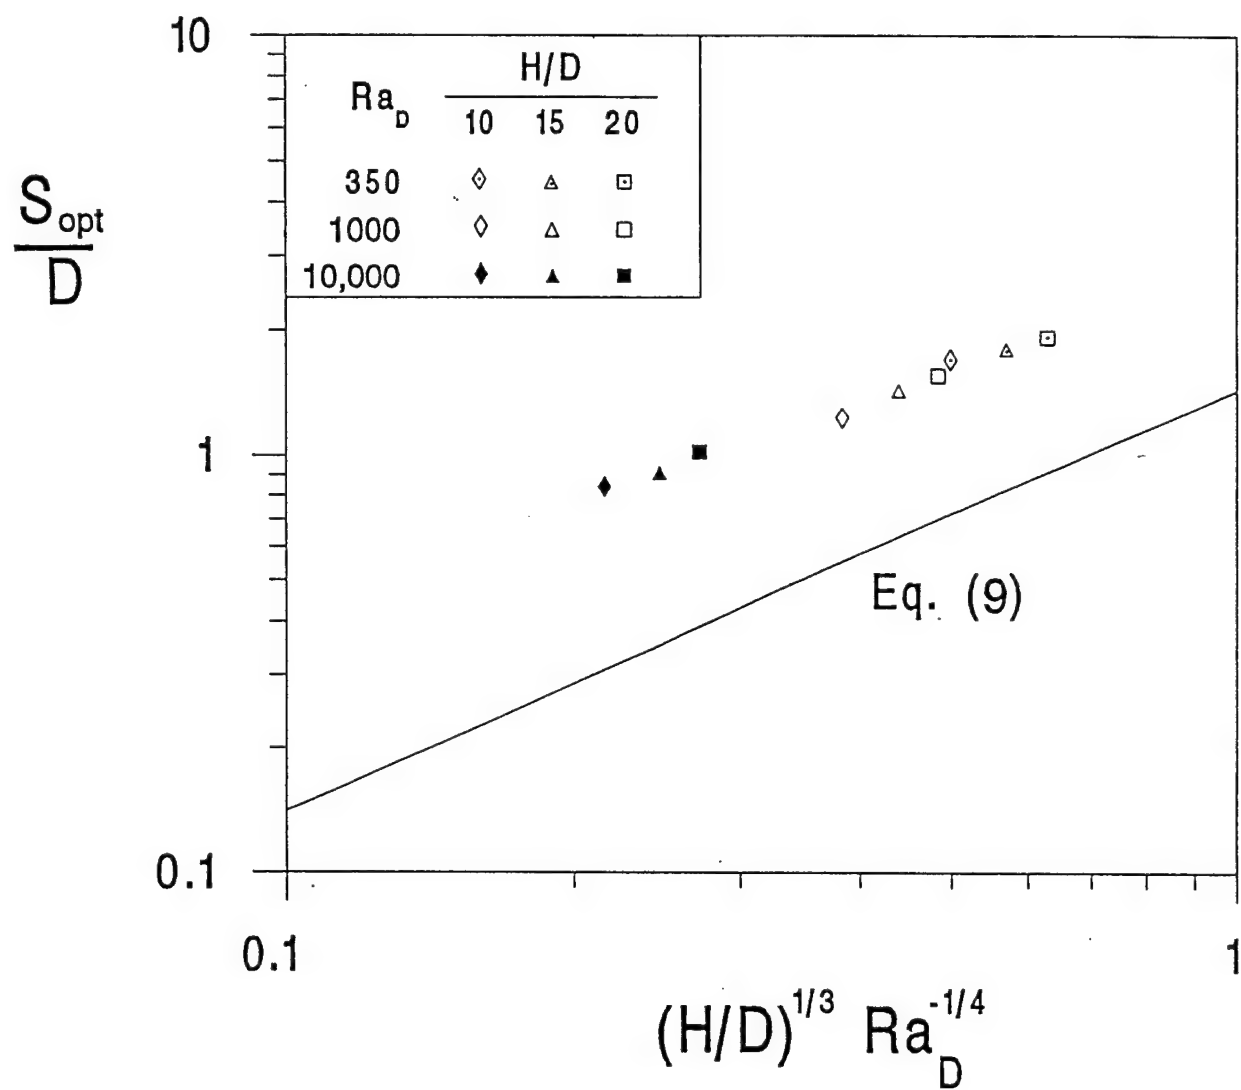 10
H/D
Ra_D
10 15 20
350
1000
10,000
S_opt
D
1
Eq. (9)
0.1
0.1
1
(H/D)^1/3 Ra_D^-1/4